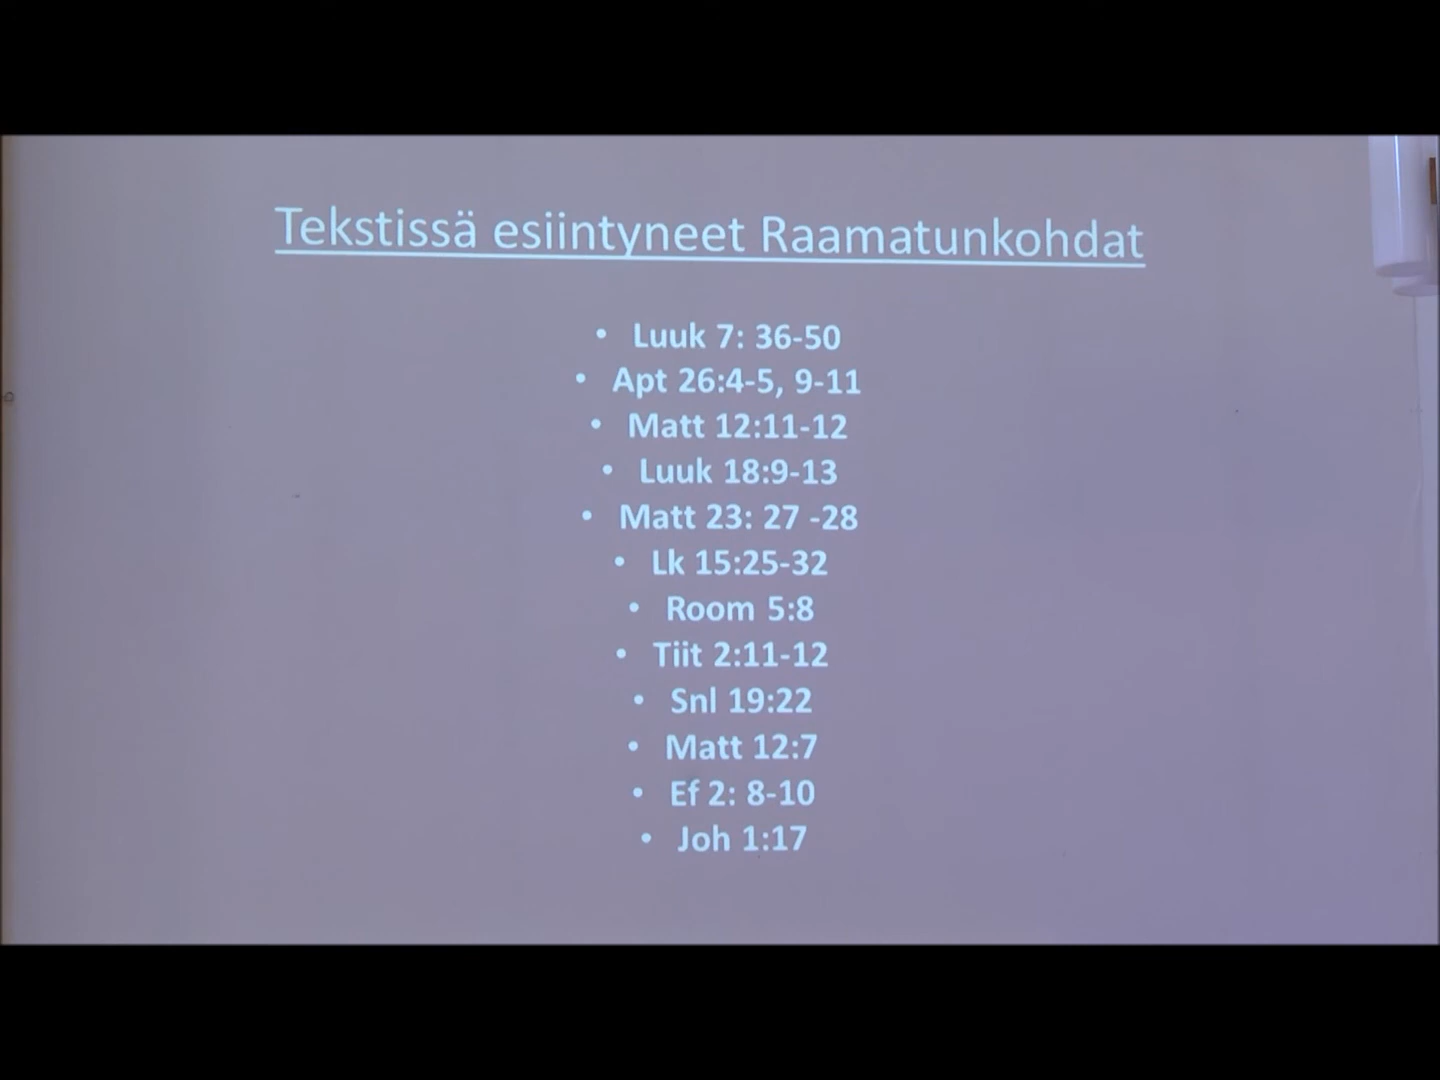 Tekstissä esiintyneet Raamatunkohdat
• Luuk 7: 36-50
• Apt 26:4-5, 9-11
• Matt 12:11-12
• Luuk 18:9-13
• Matt 23: 27 -28
• Lk 15:25-32
• Room 5:8
• Tiit 2:11-12
• Snl 19:22
• Matt 12:7
• Ef 2: 8-10
• Joh 1:17